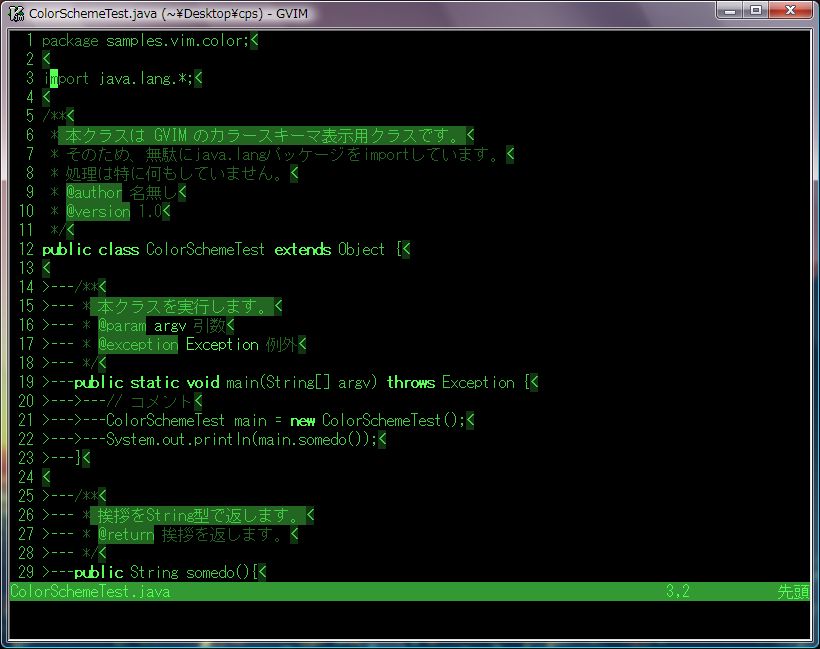 ColorSchemeTest.java (~¥Desktop¥cps) - GVIM
1 package samples.vim.color;<
2 <
3 import java.lang.*;<
4 <
5 /**<
6  * 本クラスは GVIM のカラースキーマ表示用クラスです。<
7  * そのため、無駄にjava.langパッケージをimportしています。<
8  * 処理は特に何もしていません。<
9  * @author 名無し<
10  * @version 1.0<
11  */<
12 public class ColorSchemeTest extends Object {<
13 <
14 >---/**<
15 >--- * 本クラスを実行します。<
16 >--- * @param argv 引数<
17 >--- * @exception Exception 例外<
18 >--- */<
19 >---public static void main(String[] argv) throws Exception {<
20 >--->---// コメント<
21 >--->---ColorSchemeTest main = new ColorSchemeTest();<
22 >--->---System.out.println(main.somedo());<
23 >---}<
24 <
25 >---/**<
26 >--- * 挨拶をString型で返します。<
27 >--- * @return 挨拶を返します。<
28 >--- */<
29 >---public String somedo(){<
ColorSchemeTest.java 3,2 先頭